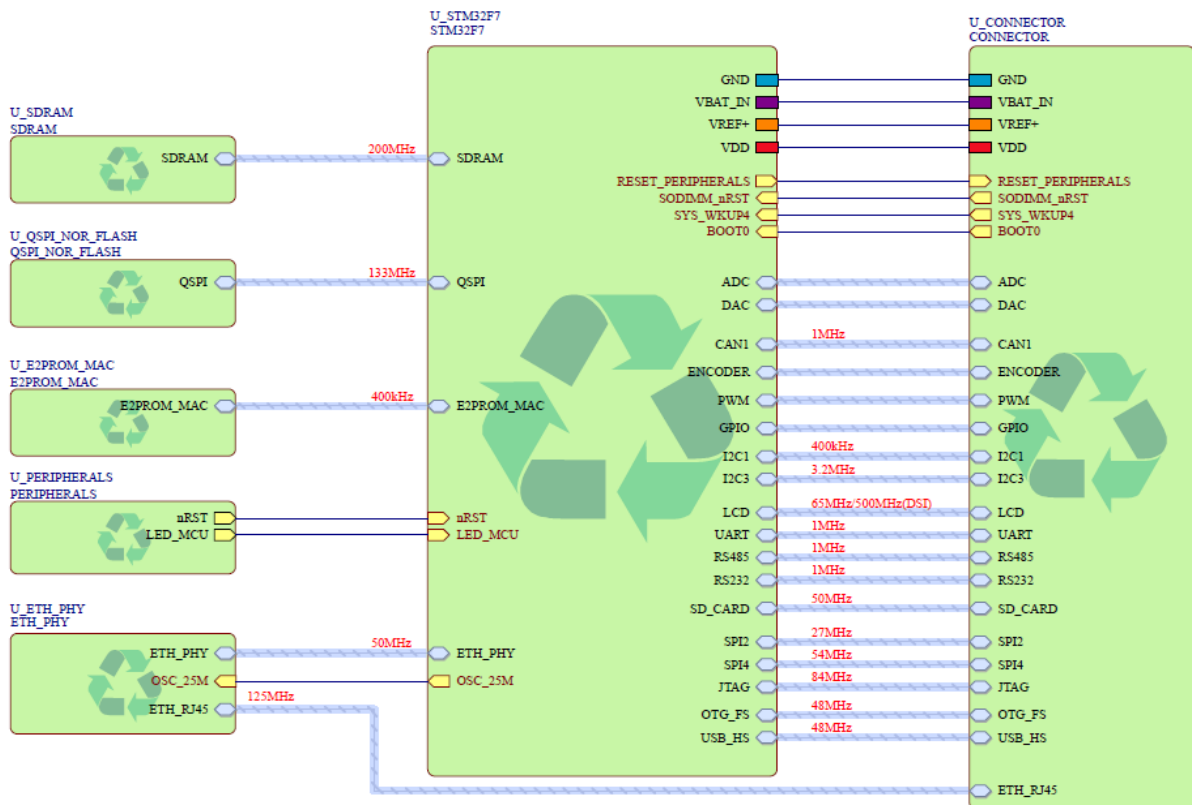 U_STM32F7
STM32F7
U_CONNECTOR
CONNECTOR
U_SDRAM
SDRAM
SDRAM
200MHz
SDRAM
U_QSPI_NOR_FLASH
QSPI_NOR_FLASH
QSPI
133MHz
QSPI
U_E2PROM_MAC
E2PROM_MAC
E2PROM_MAC
400kHz
E2PROM_MAC
U_PERIPHERALS
PERIPHERALS
nRST
nRST
LED_MCU
LED_MCU
U_ETH_PHY
ETH_PHY
ETH_PHY
50MHz
ETH_PHY
OSC_25M
OSC_25M
125MHz
ETH_RJ45
GND
GND
VBAT_IN
VBAT_IN
VREF+
VREF+
VDD
VDD
RESET_PERIPHERALS
RESET_PERIPHERALS
SODIMM_nRST
SODIMM_nRST
SYS_WKUP4
SYS_WKUP4
BOOT0
BOOT0
ADC
ADC
DAC
DAC
CAN1
1MHz
CAN1
ENCODER
ENCODER
PWM
PWM
GPIO
GPIO
I2C1
400kHz
I2C1
I2C3
3.2MHz
I2C3
LCD
65MHz/500MHz(DSI)
LCD
UART
1MHz
UART
RS485
1MHz
RS485
RS232
1MHz
RS232
SD_CARD
50MHz
SD_CARD
SPI2
27MHz
SPI2
SPI4
54MHz
SPI4
JTAG
84MHz
JTAG
OTG_FS
48MHz
OTG_FS
USB_HS
48MHz
USB_HS
ETH_RJ45